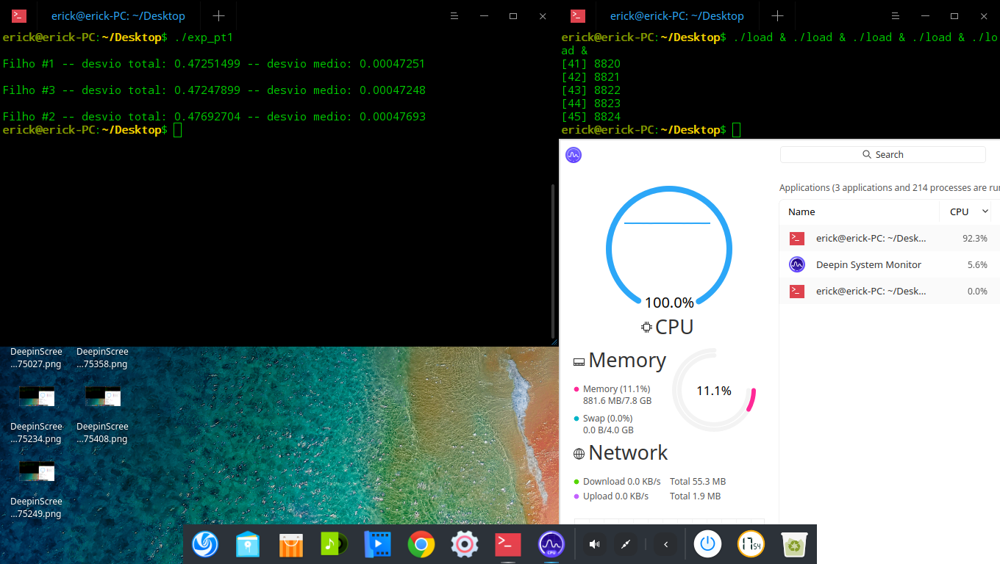 erick@erick-PC: ~/Desktop
erick@erick-PC:~/Desktop$ ./exp_pt1
Filho #1 -- desvio total: 0.47251499 -- desvio medio: 0.00047251
Filho #3 -- desvio total: 0.47247899 -- desvio medio: 0.00047248
Filho #2 -- desvio total: 0.47692704 -- desvio medio: 0.00047693
erick@erick-PC:~/Desktop$
erick@erick-PC: ~/Desktop
erick@erick-PC:~/Desktop$ ./load & ./load & ./load & ./load & ./lo
ad &
[41] 8820
[42] 8821
[43] 8822
[44] 8823
[45] 8824
erick@erick-PC:~/Desktop$
Search
100.0%
CPU
Memory
Memory (11.1%)
881.6 MB/7.8 GB
Swap (0.0%)
0.0 B/4.0 GB
11.1%
Network
Download 0.0 KB/s Total 55.3 MB
Upload 0.0 KB/s Total 1.9 MB
Applications (3 applications and 214 processes are ru
Name CPU
erick@erick-PC: ~/Desk... 92.3%
Deepin System Monitor 5.6%
erick@erick-PC: ~/Desk... 0.0%
DeepinScree
...75027.png
DeepinScree
...75358.png
DeepinScree
...75234.png
DeepinScree
...75408.png
DeepinScree
...75249.png
CPU
17 54